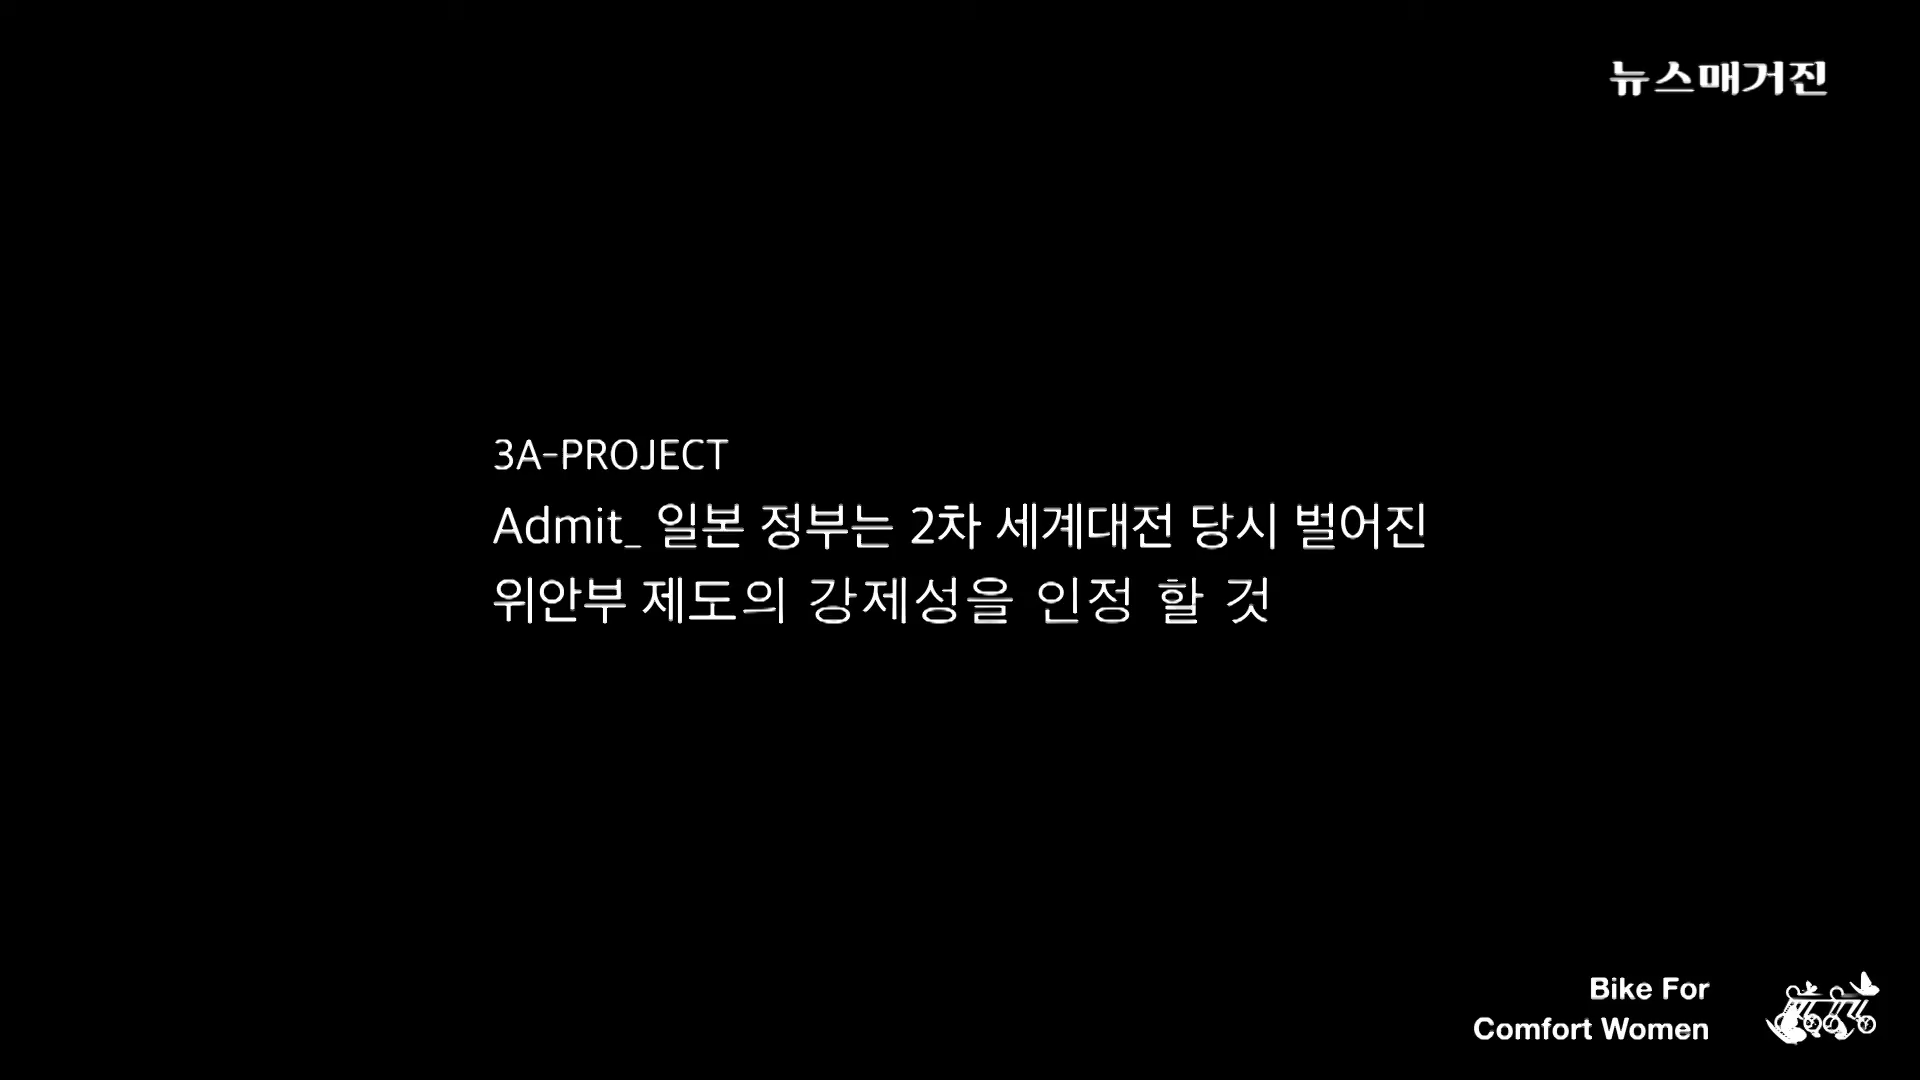 뉴스매거진
3A-PROJECT
Admit_ 일본 정부는 2차 세계대전 당시 벌어진
위안부 제도의 강제성을 인정 할 것
Bike For
Comfort Women